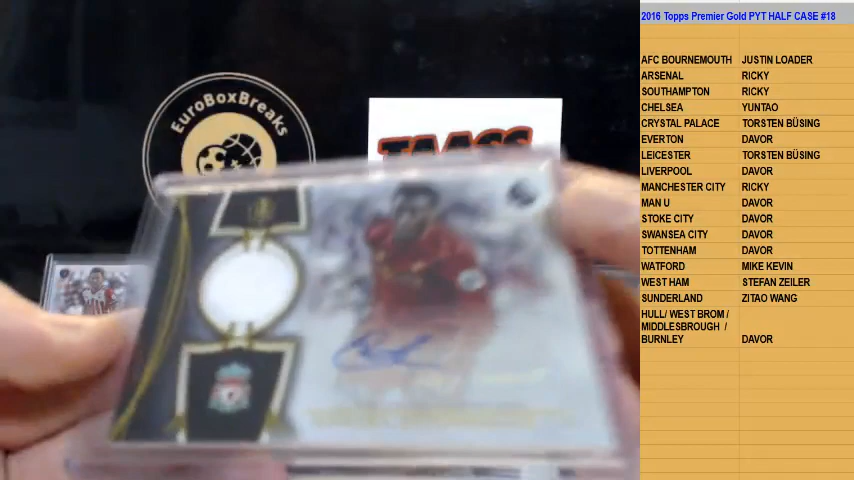 EuroBoxBreaks
2016 Topps Premier Gold PYT HALF CASE #18
AFC BOURNEMOUTH JUSTIN LOADER
ARSENAL RICKY
SOUTHAMPTON RICKY
CHELSEA YUNTAO
CRYSTAL PALACE TORSTEN BÜSING
EVERTON DAVOR
LEICESTER TORSTEN BÜSING
LIVERPOOL DAVOR
MANCHESTER CITY RICKY
MAN U DAVOR
STOKE CITY DAVOR
SWANSEA CITY DAVOR
TOTTENHAM DAVOR
WATFORD MIKE KEVIN
WEST HAM STEFAN ZEILER
SUNDERLAND ZITAO WANG
HULL/ WEST BROM /
MIDDLESBROUGH /
BURNLEY DAVOR